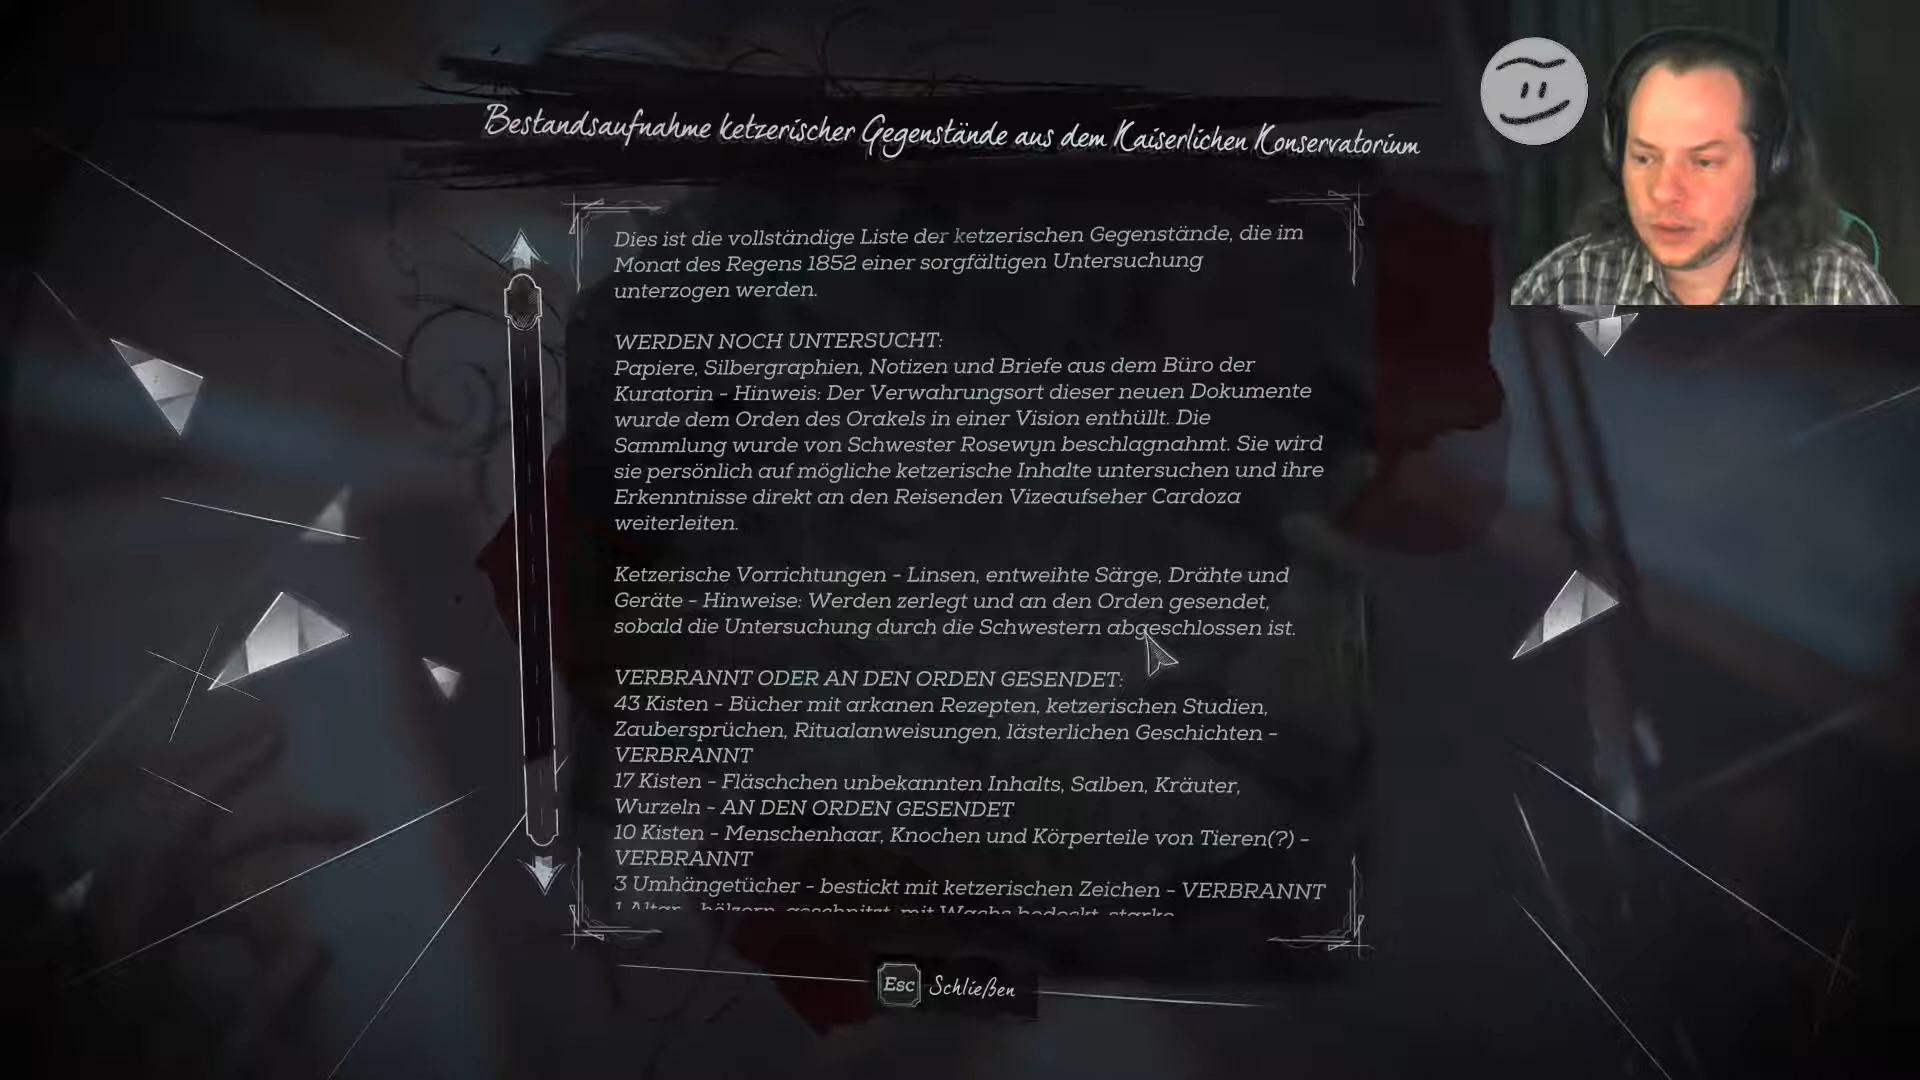 Bestandsaufnahme ketzerischer Gegenstände aus dem Kaiserlichen Konservatorium
Dies ist die vollständige Liste der ketzerischen Gegenstände, die im
Monat des Regens 1852 einer sorgfältigen Untersuchung
unterzogen werden.
WERDEN NOCH UNTERSUCHT:
Papiere, Silbergraphien, Notizen und Briefe aus dem Büro der
Kuratorin - Hinweis: Der Verwahrungsort dieser neuen Dokumente
wurde dem Orden des Orakels in einer Vision enthüllt. Die
Sammlung wurde von Schwester Rosewyn beschlagnahmt. Sie wird
sie persönlich auf mögliche ketzerische Inhalte untersuchen und ihre
Erkenntnisse direkt an den Reisenden Vizeaufseher Cardoza
weiterleiten.
Ketzerische Vorrichtungen - Linsen, entweihte Särge, Drähte und
Geräte - Hinweise: Werden zerlegt und an den Orden gesendet,
sobald die Untersuchung durch die Schwestern abgeschlossen ist.
VERBRANNT ODER AN DEN ORDEN GESENDET:
43 Kisten - Bücher mit arkanen Rezepten, ketzerischen Studien,
Zaubersprüchen, Ritualanweisungen, lästerlichen Geschichten -
VERBRANNT
17 Kisten - Fläschchen unbekannten Inhalts, Salben, Kräuter,
Wurzeln - AN DEN ORDEN GESENDET
10 Kisten - Menschenhaar, Knochen und Körperteile von Tieren(?) -
VERBRANNT
3 Umhängetücher - bestickt mit ketzerischen Zeichen - VERBRANNT
1 Altar - hölzern, geschnitzt, mit Wachs bedeckt, starke
Esc Schließen